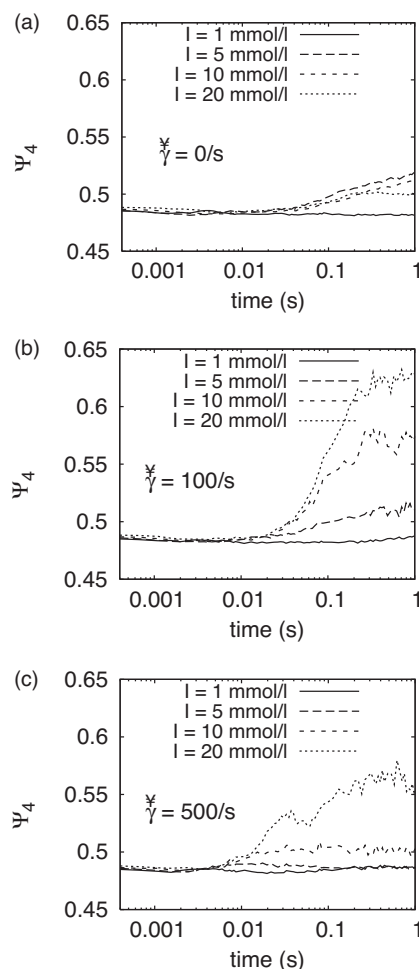 (a)
0.65
0.6
0.55
0.5
0.45
Ψ4
I = 1 mmol/l
I = 5 mmol/l
I = 10 mmol/l
I = 20 mmol/l
¥
γ = 0/s
0.001 0.01 0.1 1
time (s)
(b)
0.65
0.6
0.55
0.5
0.45
Ψ4
I = 1 mmol/l
I = 5 mmol/l
I = 10 mmol/l
I = 20 mmol/l
¥
γ = 100/s
0.001 0.01 0.1 1
time (s)
(c)
0.65
0.6
0.55
0.5
0.45
Ψ4
I = 1 mmol/l
I = 5 mmol/l
I = 10 mmol/l
I = 20 mmol/l
¥
γ = 500/s
0.001 0.01 0.1 1
time (s)